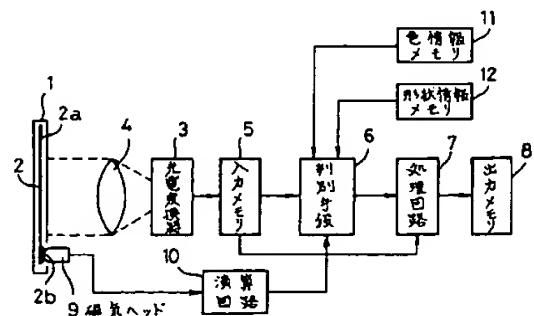 11
色情報
メモリ
12
形状情報
メモリ
1
2a
4
3
5
6
7
8
2
光電変換器
入力メモリ
判別手段
処理回路
出力メモリ
10
演算
回路
2b
9 磁気ヘッド